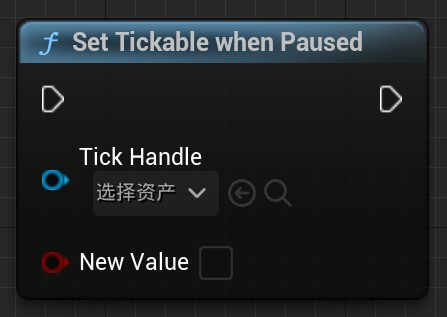 f Set Tickable when Paused
Tick Handle
选择资产
New Value